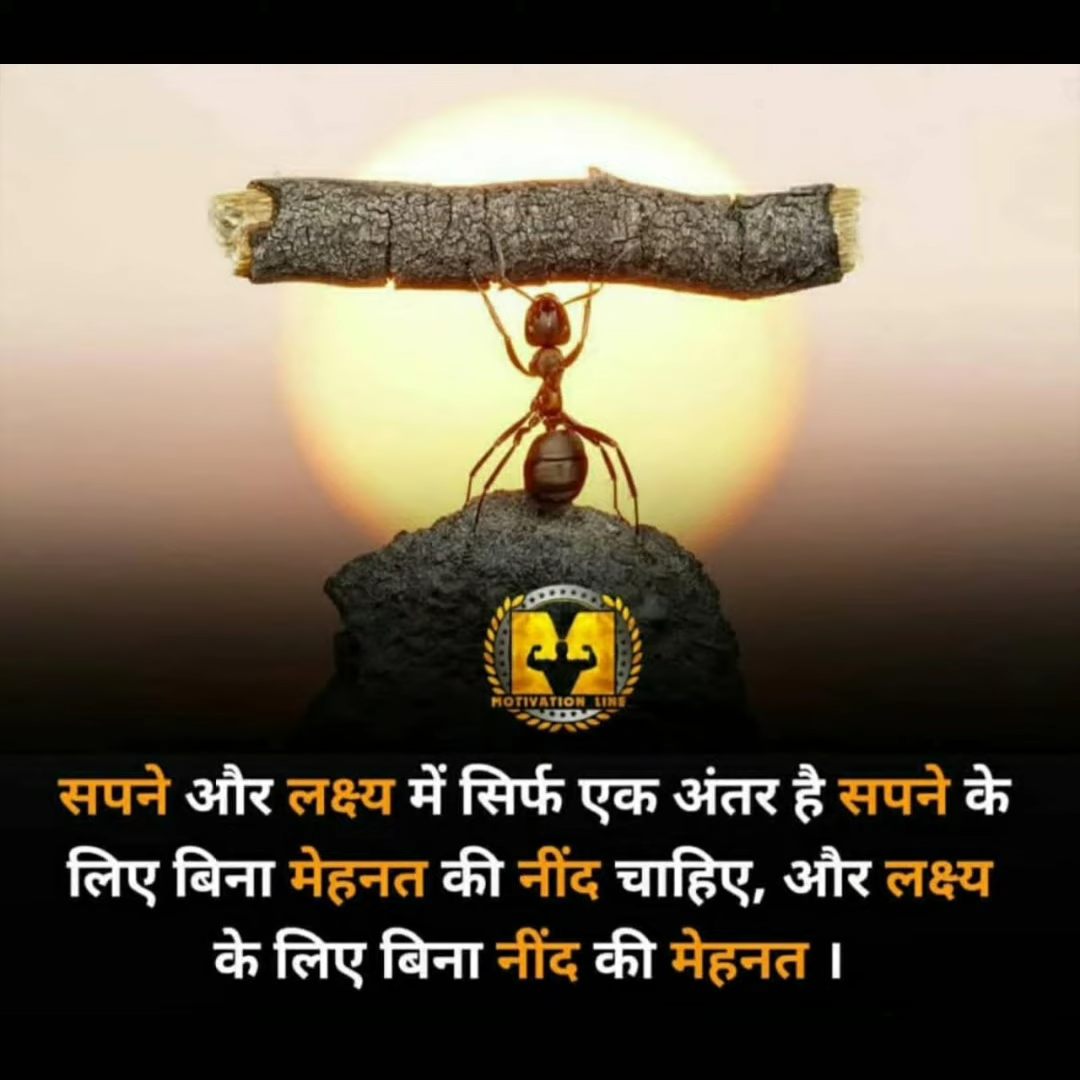 MOTIVATION LINE
सपने और लक्ष्य में सिर्फ एक अंतर है सपने के
लिए बिना मेहनत की नींद चाहिए, और लक्ष्य
के लिए बिना नींद की मेहनत ।